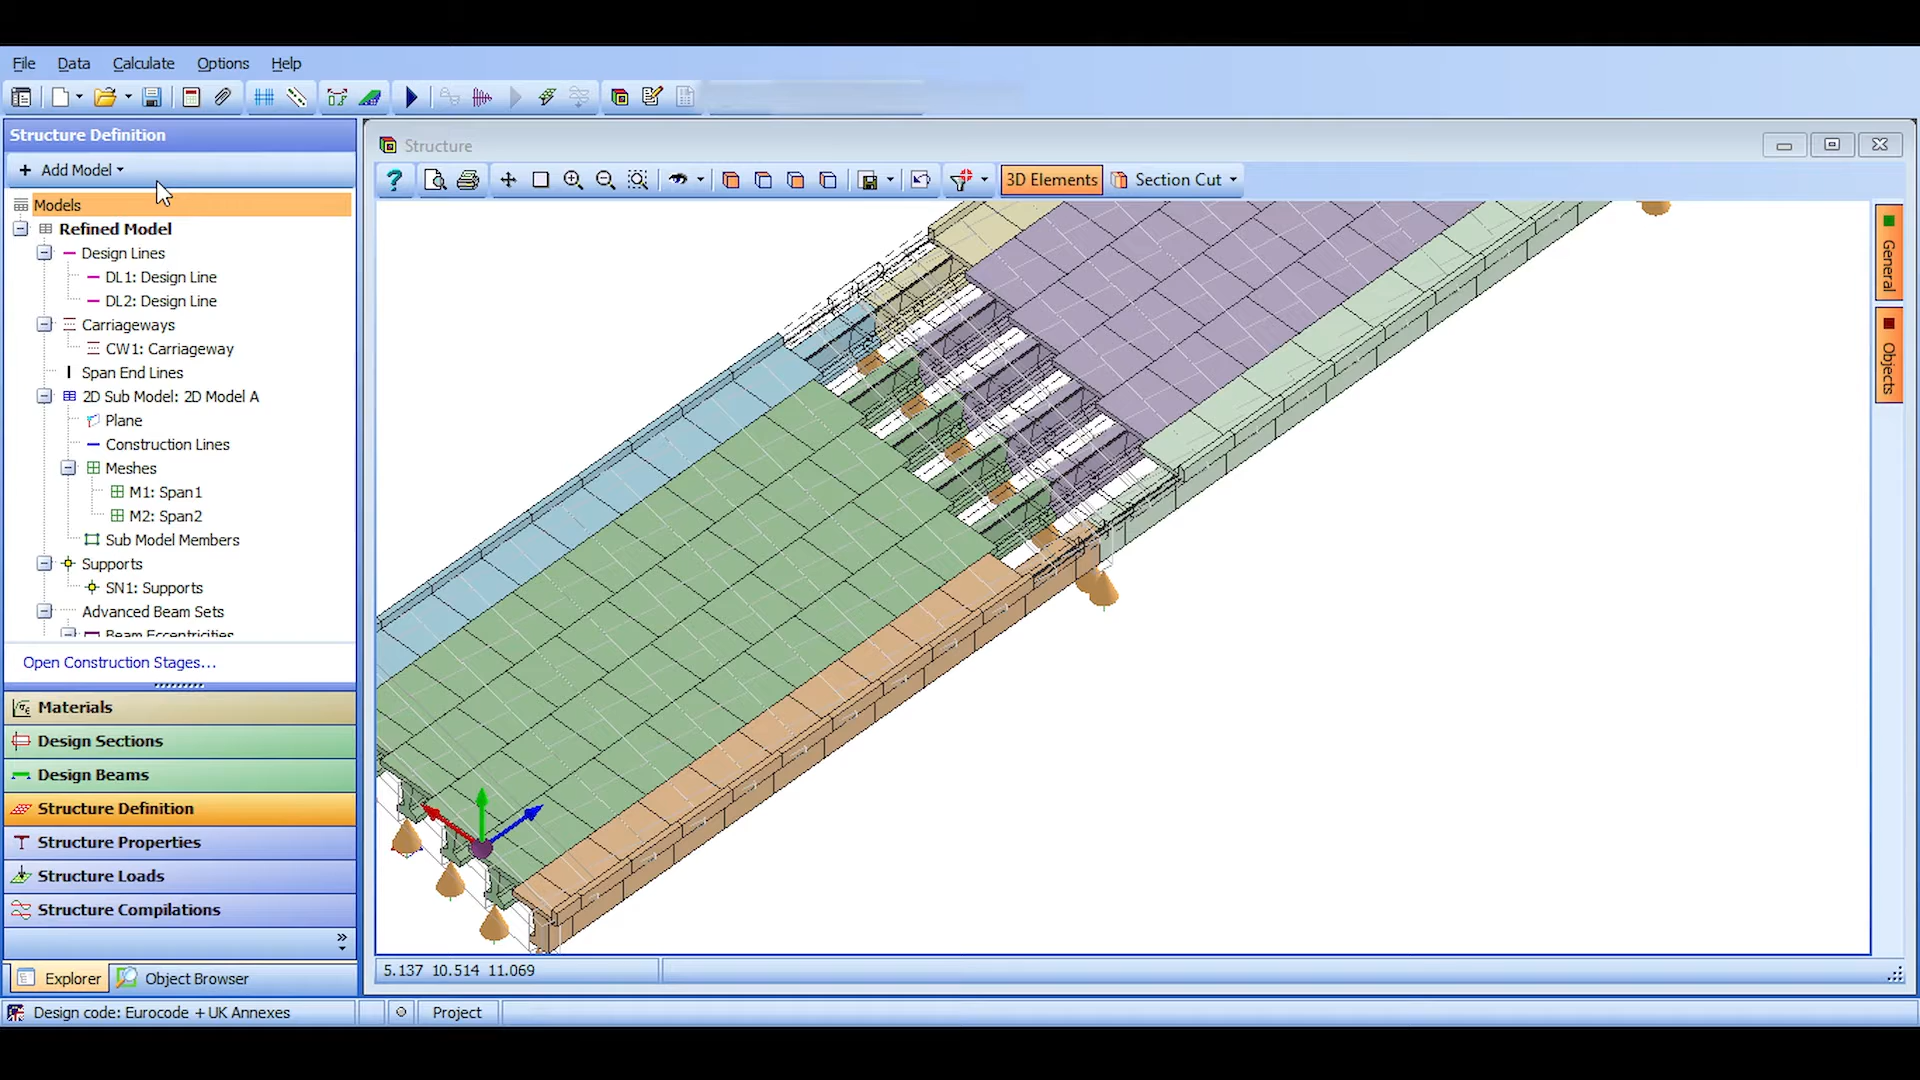 File Data Calculate Options Help
Structure Definition
Add Model
Models
Refined Model
Design Lines
DL1: Design Line
DL2: Design Line
Carriageways
CW1: Carriageway
Span End Lines
2D Sub Model: 2D Model A
Plane
Construction Lines
Meshes
M1: Span1
M2: Span2
Sub Model Members
Supports
SN1: Supports
Advanced Beam Sets
Beam Eccentricities
Open Construction Stages...
Materials
Design Sections
Design Beams
Structure Definition
Structure Properties
Structure Loads
Structure Compilations
Explorer Object Browser
Structure
3D Elements Section Cut
General
Objects
5.137 10.514 11.069
Design code: Eurocode + UK Annexes Project